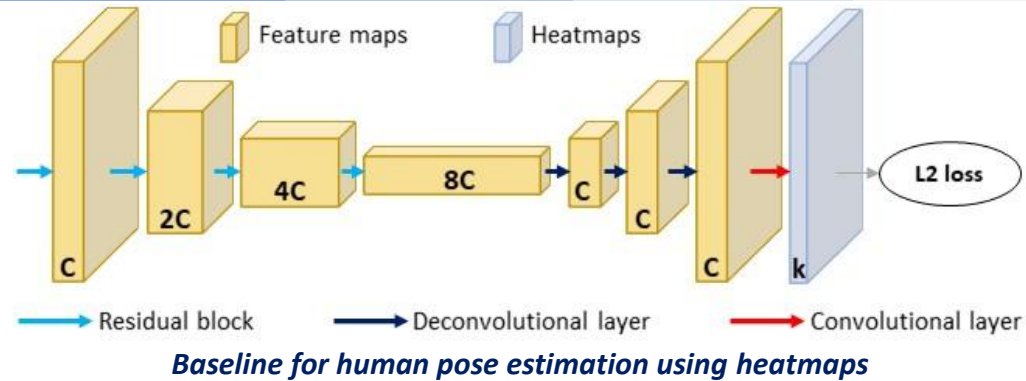 Feature maps
Heatmaps
C
2C
4C
8C
C
C
C
k
L2 loss
Residual block
Deconvolutional layer
Convolutional layer
Baseline for human pose estimation using heatmaps